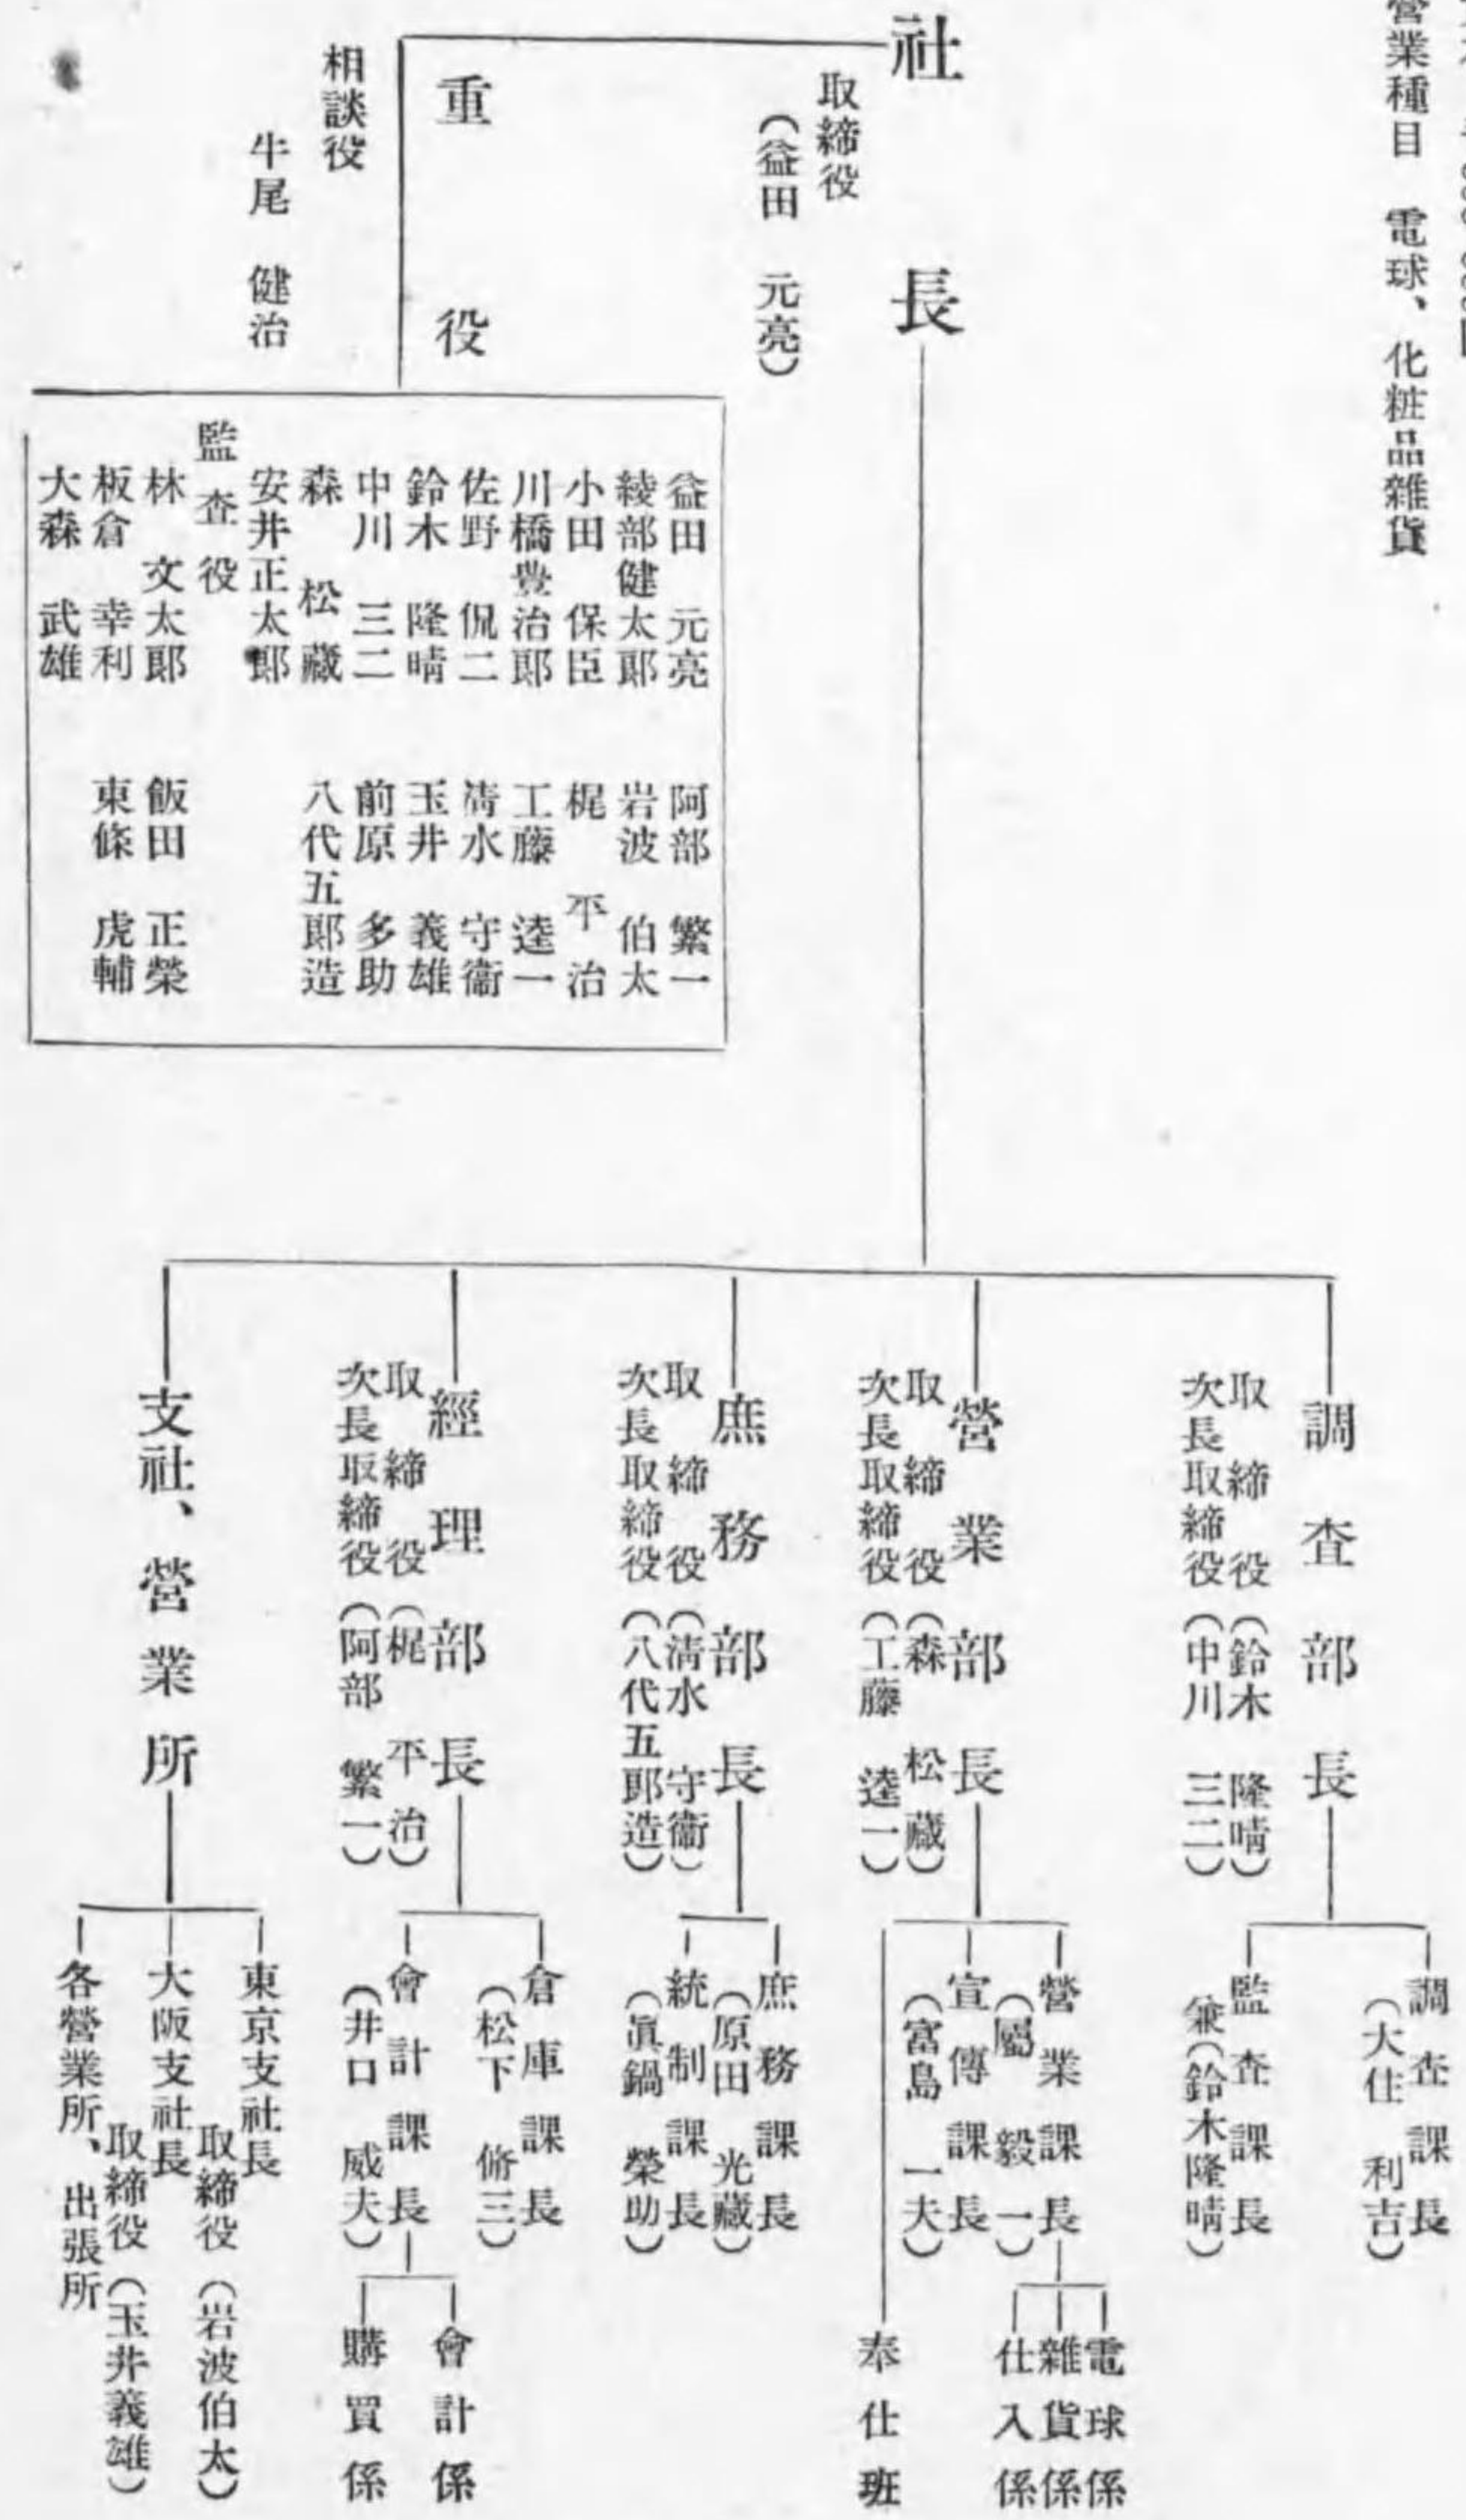 營業種目 電球、化粧品雜貨
社長
取締役
(益田 元亮)
重役
相談役
牛尾 健治
益田 元亮 阿部 繁一
綾部健太郎 岩波 伯太
小田 保臣 梶 平治
川橋豊治郎 工藤 逵一
佐野 侃二 淸水 守衞
鈴木 隆晴 玉井 義雄
中川 三二 前原 多助
森 松藏 八代五郞造
安井正太郞
監査役
林 文太郞 飯田 正榮
板倉 幸利 東條 虎輔
大森 武雄
調査部長
取締役(鈴木 隆晴)
次長取締役(中川 三二)
調査課長
(大住 利吉)
監査課長
兼(鈴木隆晴)
營業部長
取締役(森 松藏)
次長取締役(工藤 逵一)
營業課長
(屬 毅一)
電球係
雜貨係
仕入係
宣傳課長
(富島 一夫)
奉仕班
庶務部長
取締役(淸水 守衞)
次長取締役(八代五郞造)
庶務課長
(原田 光藏)
統制課長
(眞鍋 榮助)
經理部長
取締役(梶 平治)
次長取締役(阿部 繁一)
倉庫課長
(松下 脩三)
會計課長
(井口 威夫)
會計係
購買係
支社、營業所
東京支社長
取締役(岩波伯太)
大阪支社長
取締役(玉井義雄)
各營業所、出張所